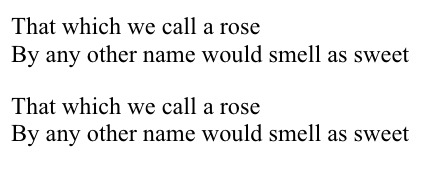 That which we call a rose
By any other name would smell as sweet
That which we call a rose
By any other name would smell as sweet